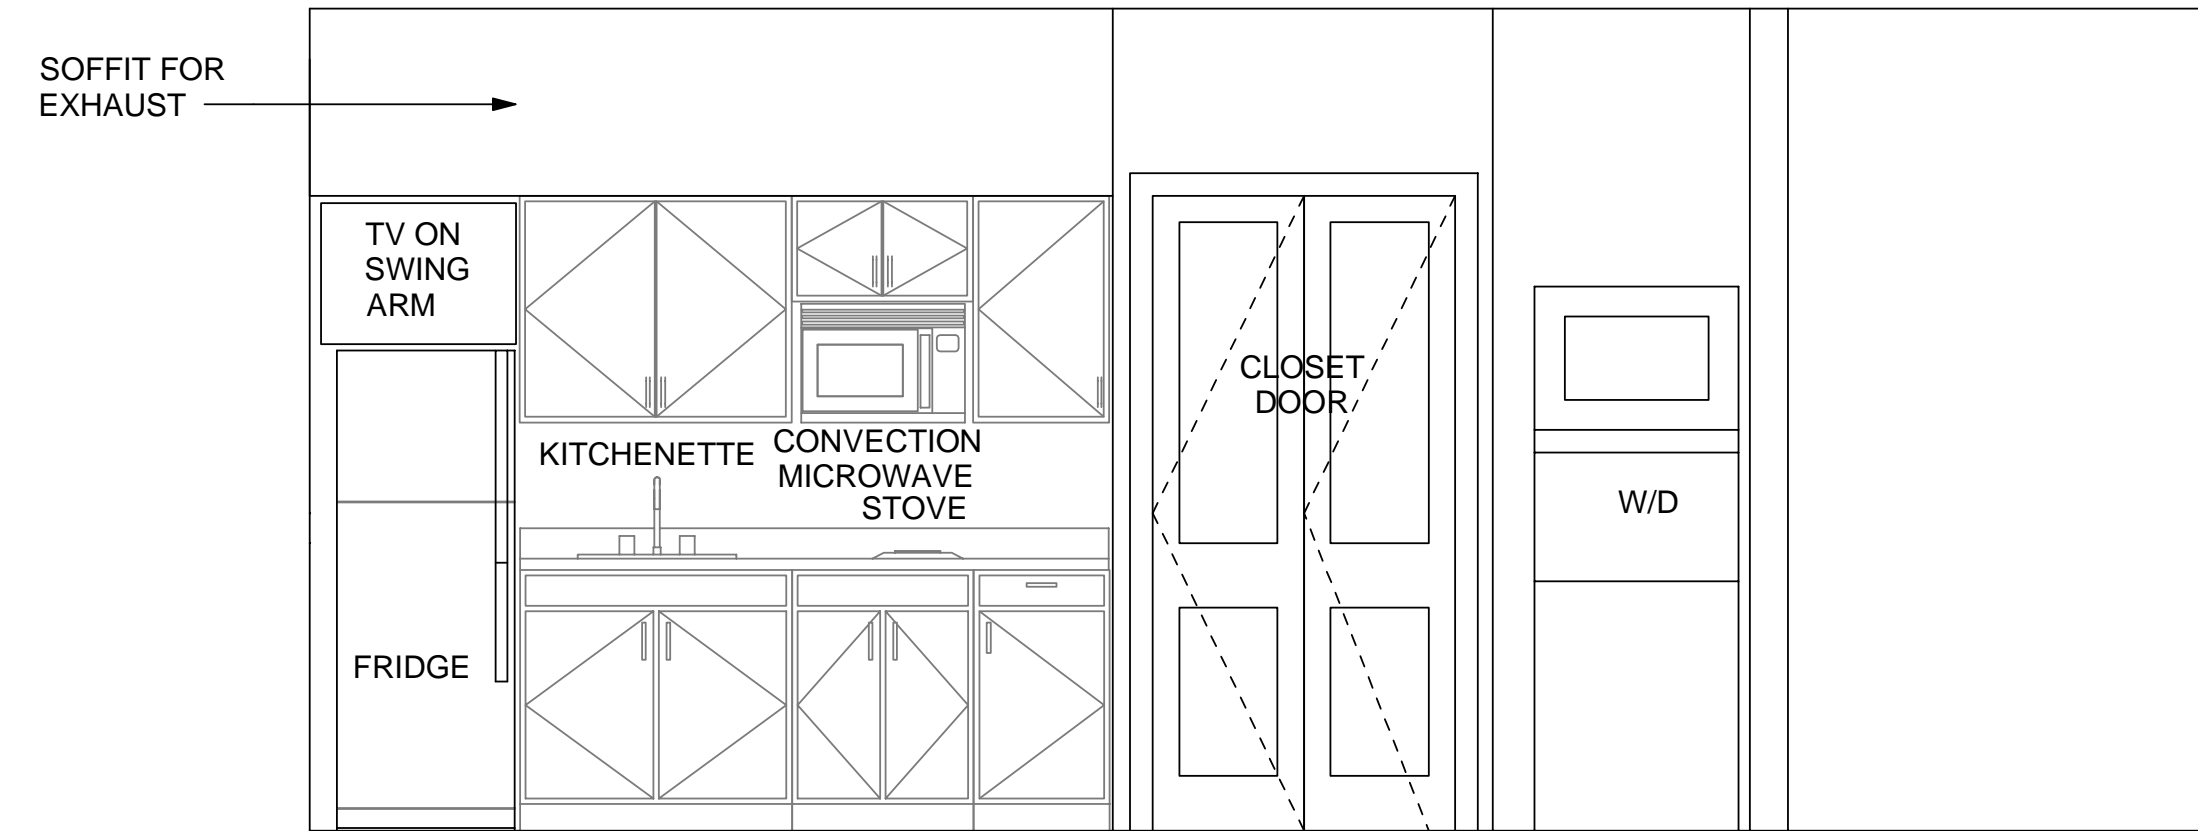 SOFFIT FOR
EXHAUST
TV ON
SWING
ARM
KITCHENETTE
CONVECTION
MICROWAVE
STOVE
CLOSET
DOOR
W/D
FRIDGE